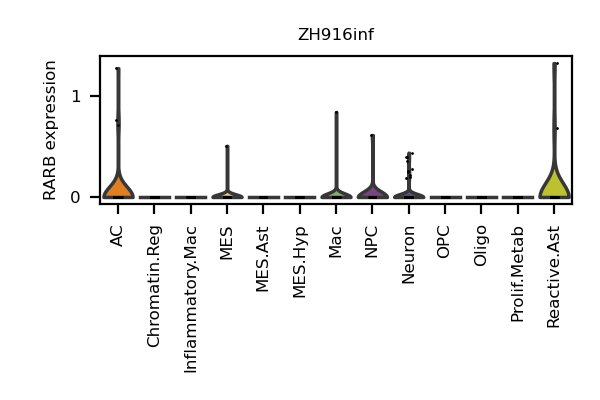 ZH916inf
RARB expression
1
0
AC
Chromatin.Reg
Inflammatory.Mac
MES
MES.Ast
MES.Hyp
Mac
NPC
Neuron
OPC
Oligo
Prolif.Metab
Reactive.Ast